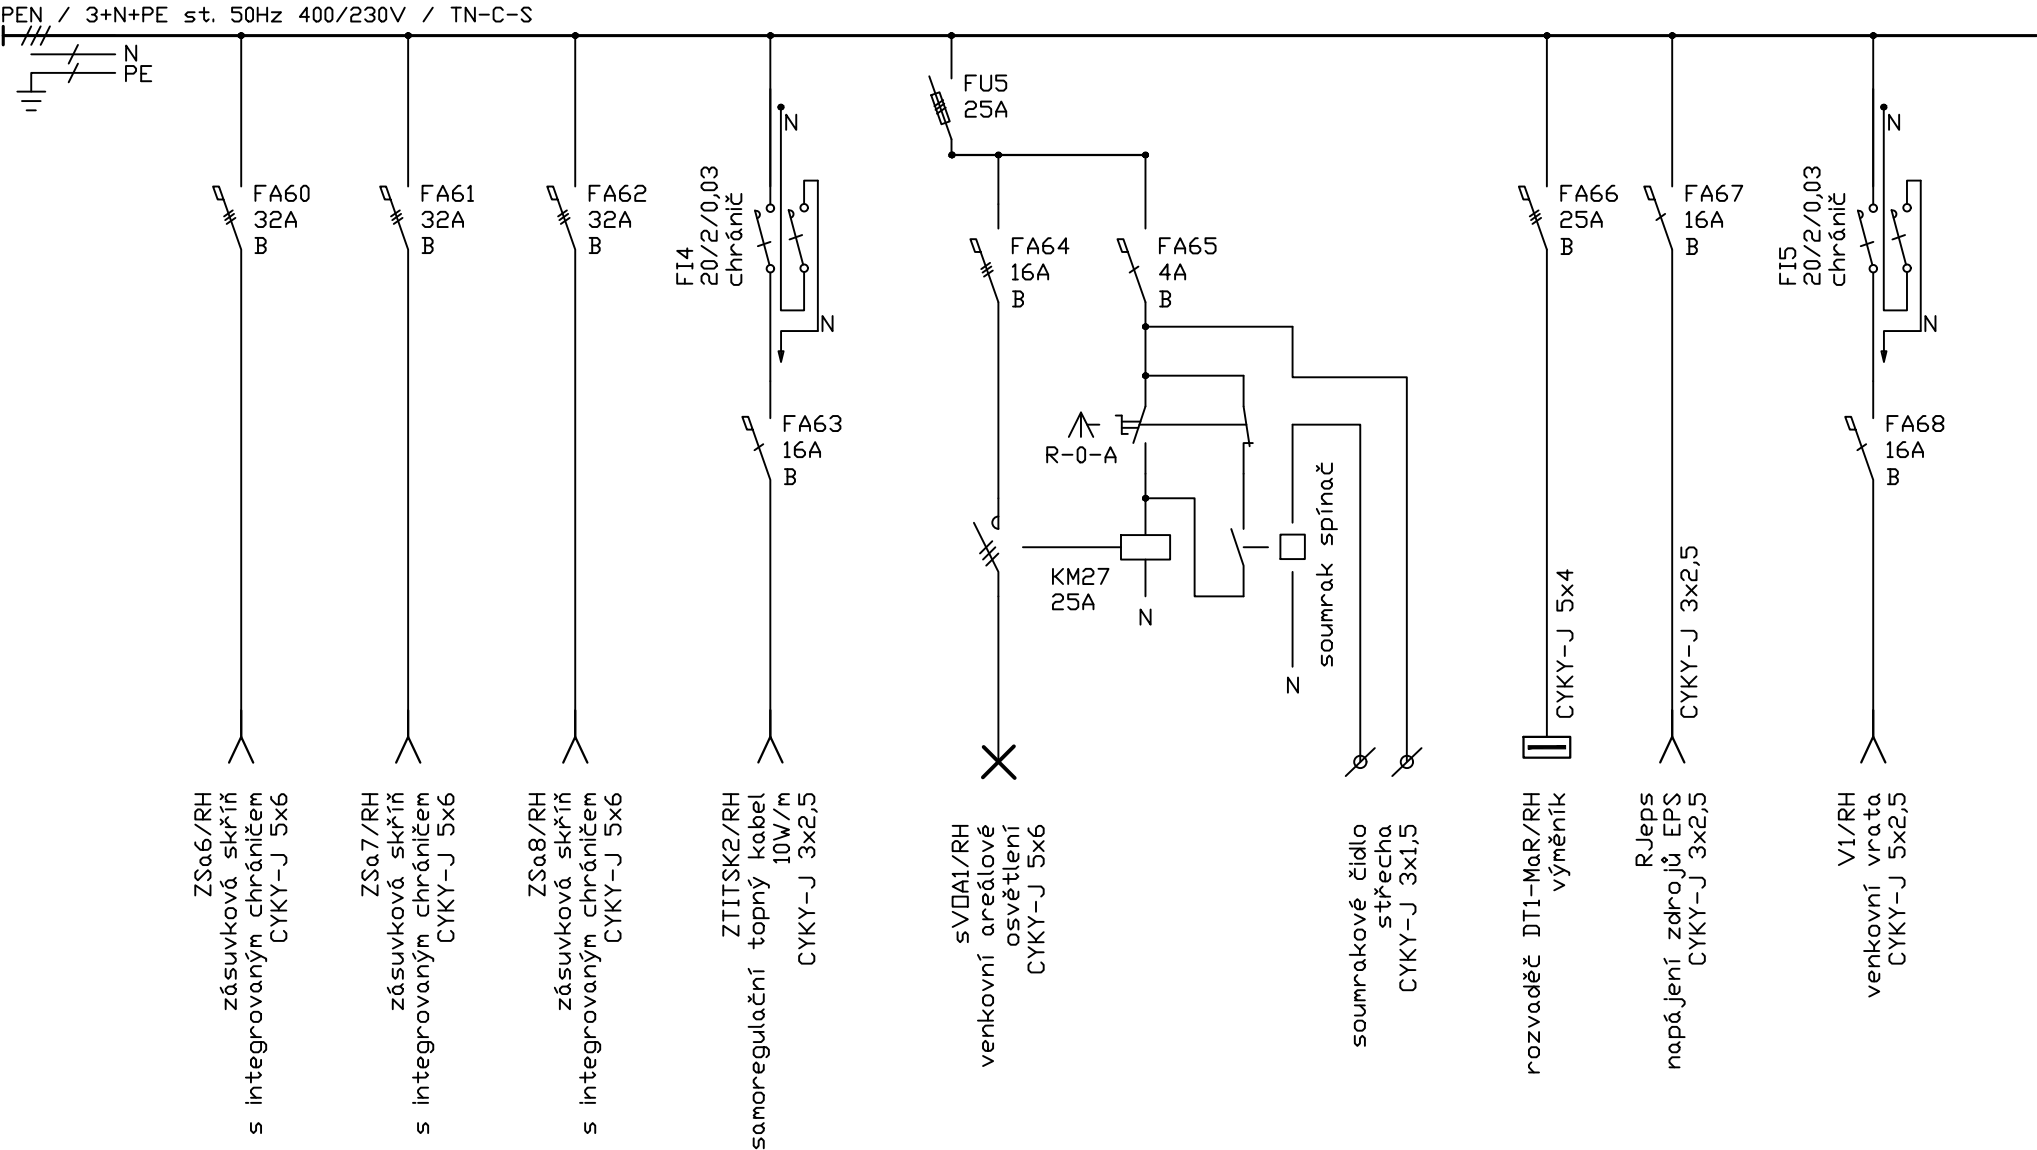 PEN / 3+N+PE st. 50Hz 400/230V / TN-C-S
N
PE
FA60
32A
B
FA61
32A
B
FA62
32A
B
FI4
20/2/0,03
chránič
N
N
FA63
16A
B
FU5
25A
FA64
16A
B
FA65
4A
B
R-0-A
KM27
25A
N
soumrak spínač
N
FA66
25A
B
CYKY-J 5x4
FA67
16A
B
CYKY-J 3x2,5
FI5
20/2/0,03
chránič
N
N
FA68
16A
B
ZSa6/RH
zásuvková skříň
s integrovaným chráničem
CYKY-J 5x6
ZSa7/RH
zásuvková skříň
s integrovaným chráničem
CYKY-J 5x6
ZSa8/RH
zásuvková skříň
s integrovaným chráničem
CYKY-J 5x6
ZTITSK2/RH
samoregulační topný kabel
10W/m
CYKY-J 3x2,5
sVOA1/RH
venkovní areálové
osvětlení
CYKY-J 5x6
soumrakové čidlo
střecha
CYKY-J 3x1,5
rozvaděč DT1-MaR/RH
výměník
RJeps
napájení zdrojů EPS
CYKY-J 3x2,5
V1/RH
venkovní vrata
CYKY-J 5x2,5